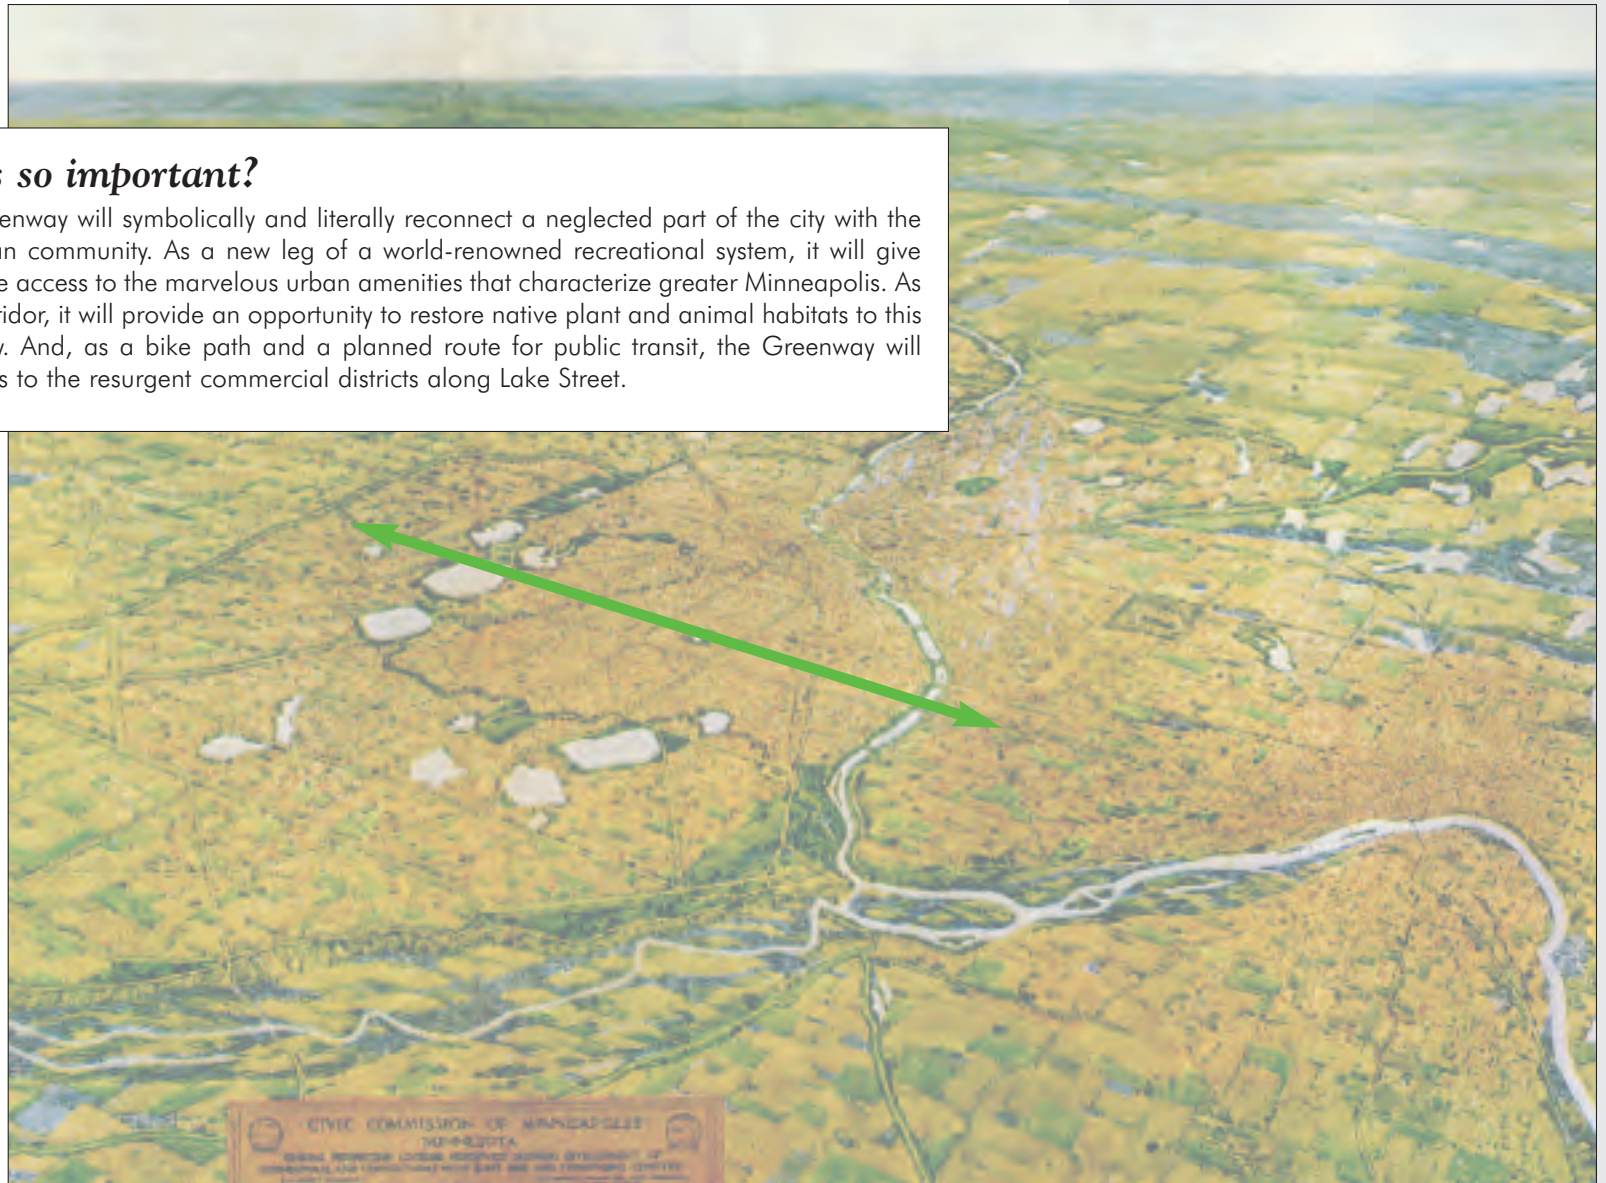 s so important?
enway will symbolically and literally reconnect a neglected part of the city with the
an community. As a new leg of a world-renowned recreational system, it will give
e access to the marvelous urban amenities that characterize greater Minneapolis. As
ridor, it will provide an opportunity to restore native plant and animal habitats to this
y. And, as a bike path and a planned route for public transit, the Greenway will
s to the resurgent commercial districts along Lake Street.
CIVIC COMMISSION OF MINNEAPOLIS
MINNESOTA